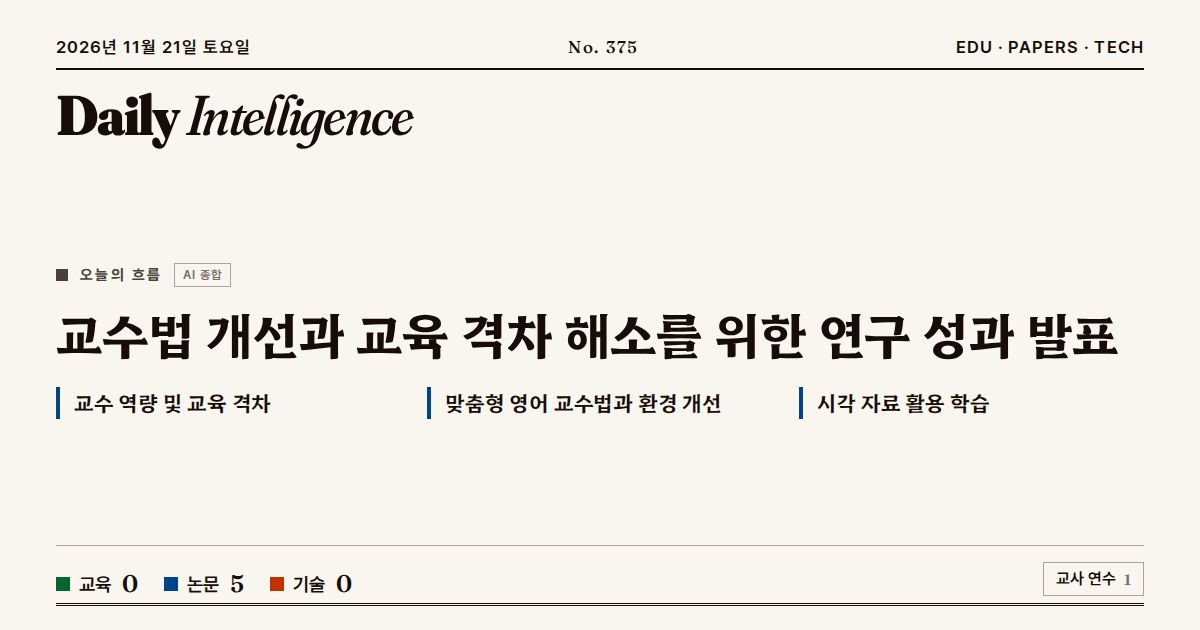 2026년 11월 21일 토요일 No. 375 EDU · PAPERS · TECH
Daily Intelligence
오늘의 흐름 AI 종합
교수법 개선과 교육 격차 해소를 위한 연구 성과 발표
교수 역량 및 교육 격차 맞춤형 영어 교수법과 환경 개선 시각 자료 활용 학습
교육 0 논문 5 기술 0 교사 연수 1